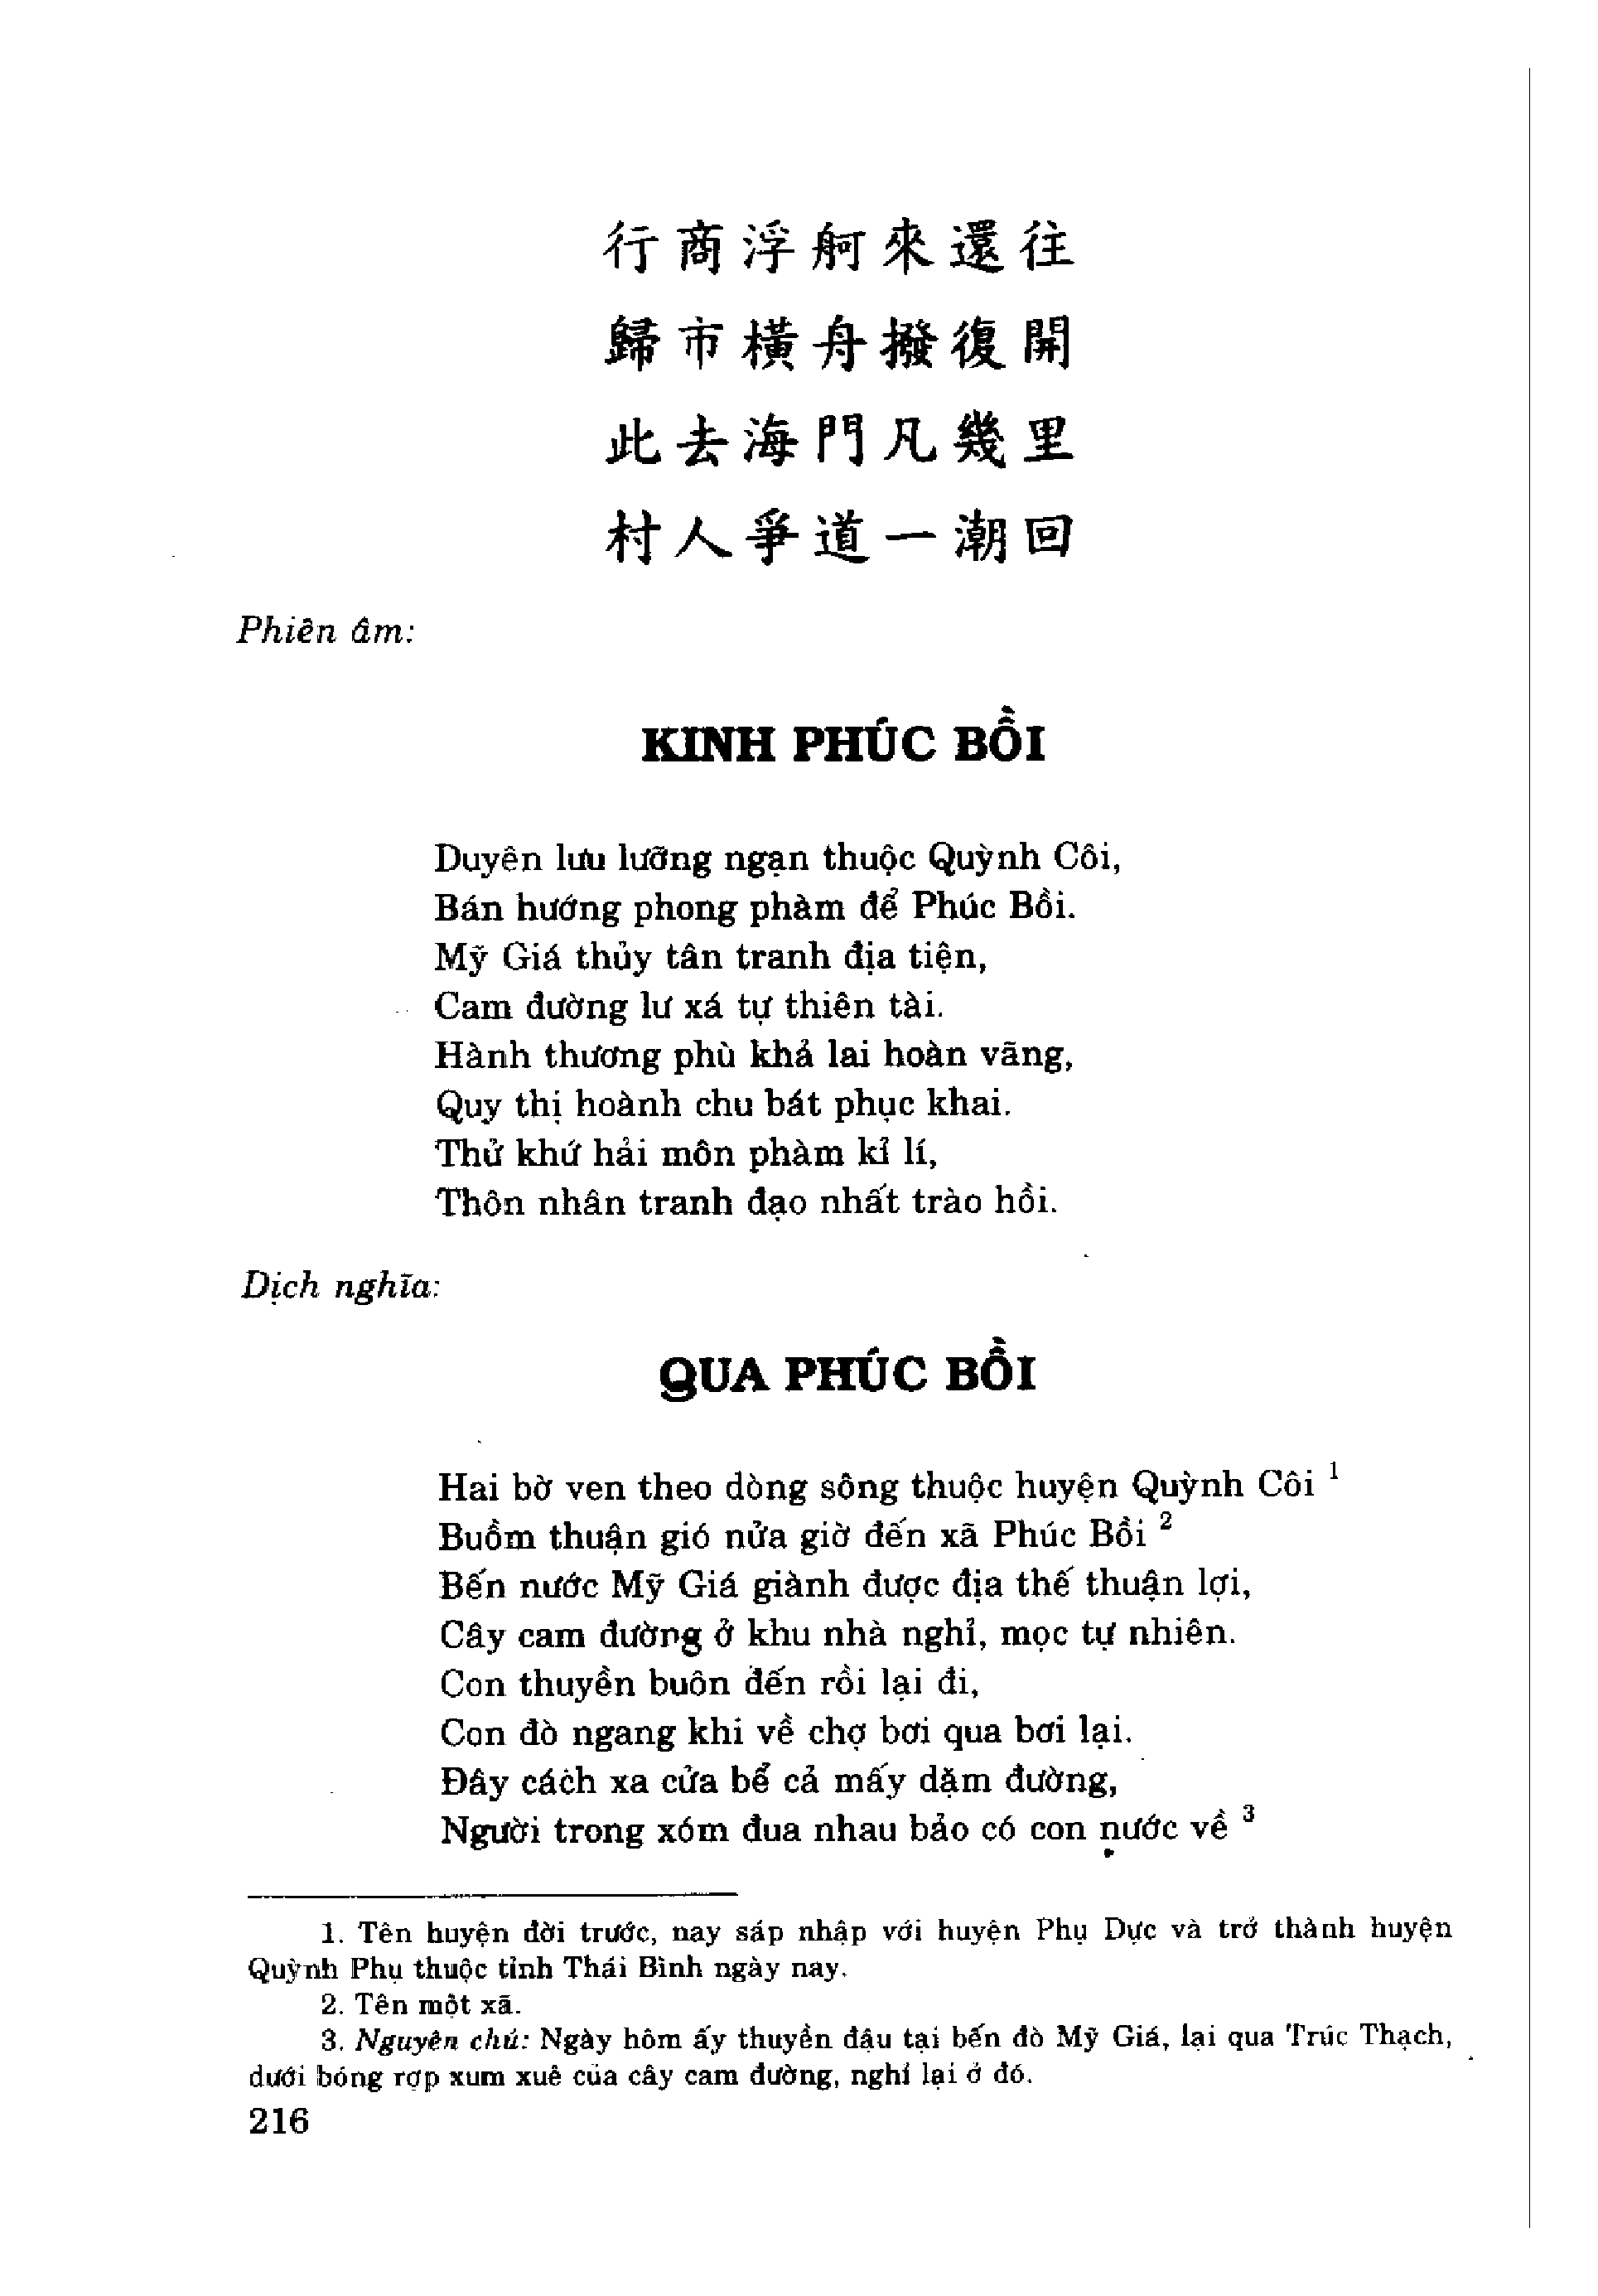 行商浮舸來還往
歸市橫舟撥復開
此去海門凡幾里
村人爭道一潮回
Phiên âm:
KINH PHÚC BỒI
Duyên lưu lưỡng ngạn thuộc Quỳnh Côi,
Bán hướng phong phàm để Phúc Bồi.
Mỹ Giá thủy tân tranh địa tiện,
Cam đường lư xá tự thiên tài.
Hành thương phù khả lai hoàn vãng,
Quy thị hoành chu bát phục khai.
Thử khứ hải môn phàm kỉ lí,
Thôn nhân tranh đạo nhất trào hồi.
Dịch nghĩa:
QUA PHÚC BỒI
Hai bờ ven theo dòng sông thuộc huyện Quỳnh Côi 1
Buồm thuận gió nửa giờ đến xã Phúc Bồi 2
Bến nước Mỹ Giá giành được địa thế thuận lợi,
Cây cam đường ở khu nhà nghỉ, mọc tự nhiên.
Con thuyền buôn đến rồi lại đi,
Con đò ngang khi về chợ bơi qua bơi lại.
Đây cách xa cửa bể cả mấy dặm đường,
Người trong xóm đua nhau bảo có con nước về 3
1. Tên huyện đời trước, nay sáp nhập với huyện Phụ Dực và trở thành huyện
Quỳnh Phụ thuộc tỉnh Thái Bình ngày nay.
2. Tên một xã.
3. Nguyên chú: Ngày hôm ấy thuyền đậu tại bến đò Mỹ Giá, lại qua Trúc Thạch,
dưới bóng rợp xum xuê của cây cam đường, nghỉ lại ở đó.
216